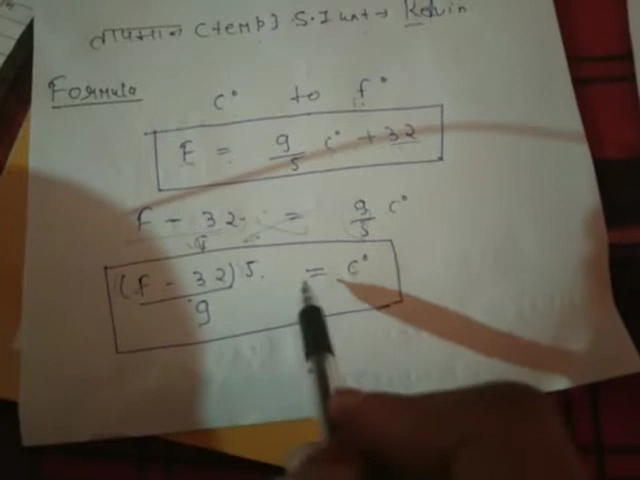 तापमान (temp) S.I unit → Kelvin
Formula
c° to f°
F = 9/5 c° + 32
F - 32 = 9/5 c°
(F - 32) 5 / 9 = c°